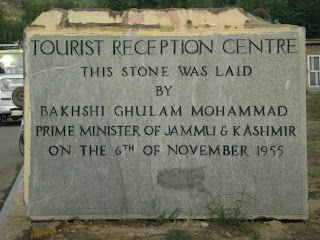 TOURIST RECEPTION CENTRE
THIS STONE WAS LAID
BY
BAKHSHI GHULAM MOHAMMAD
PRIME MINISTER OF JAMMU & KASHMIR
ON THE 6TH OF NOVEMBER 1955